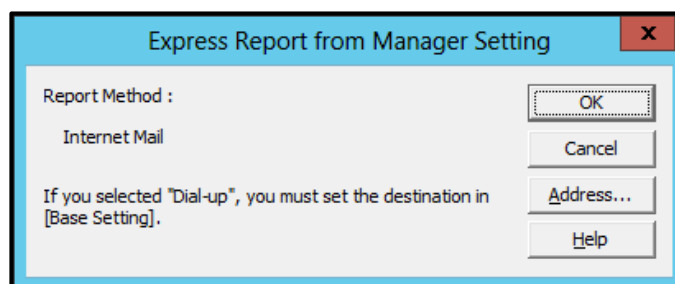 Express Report from Manager Setting
x
Report Method :
OK
Internet Mail
Cancel
If you selected "Dial-up", you must set the destination in
[Base Setting].
Address...
Help